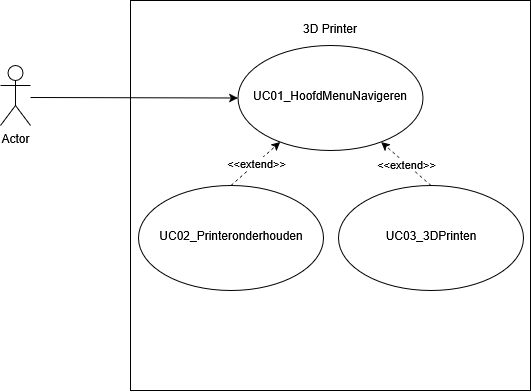 3D Printer
UC01_HoofdMenuNavigeren
Actor
<<extend>>
<<extend>>
UC02_Printeronderhouden
UC03_3DPrinten